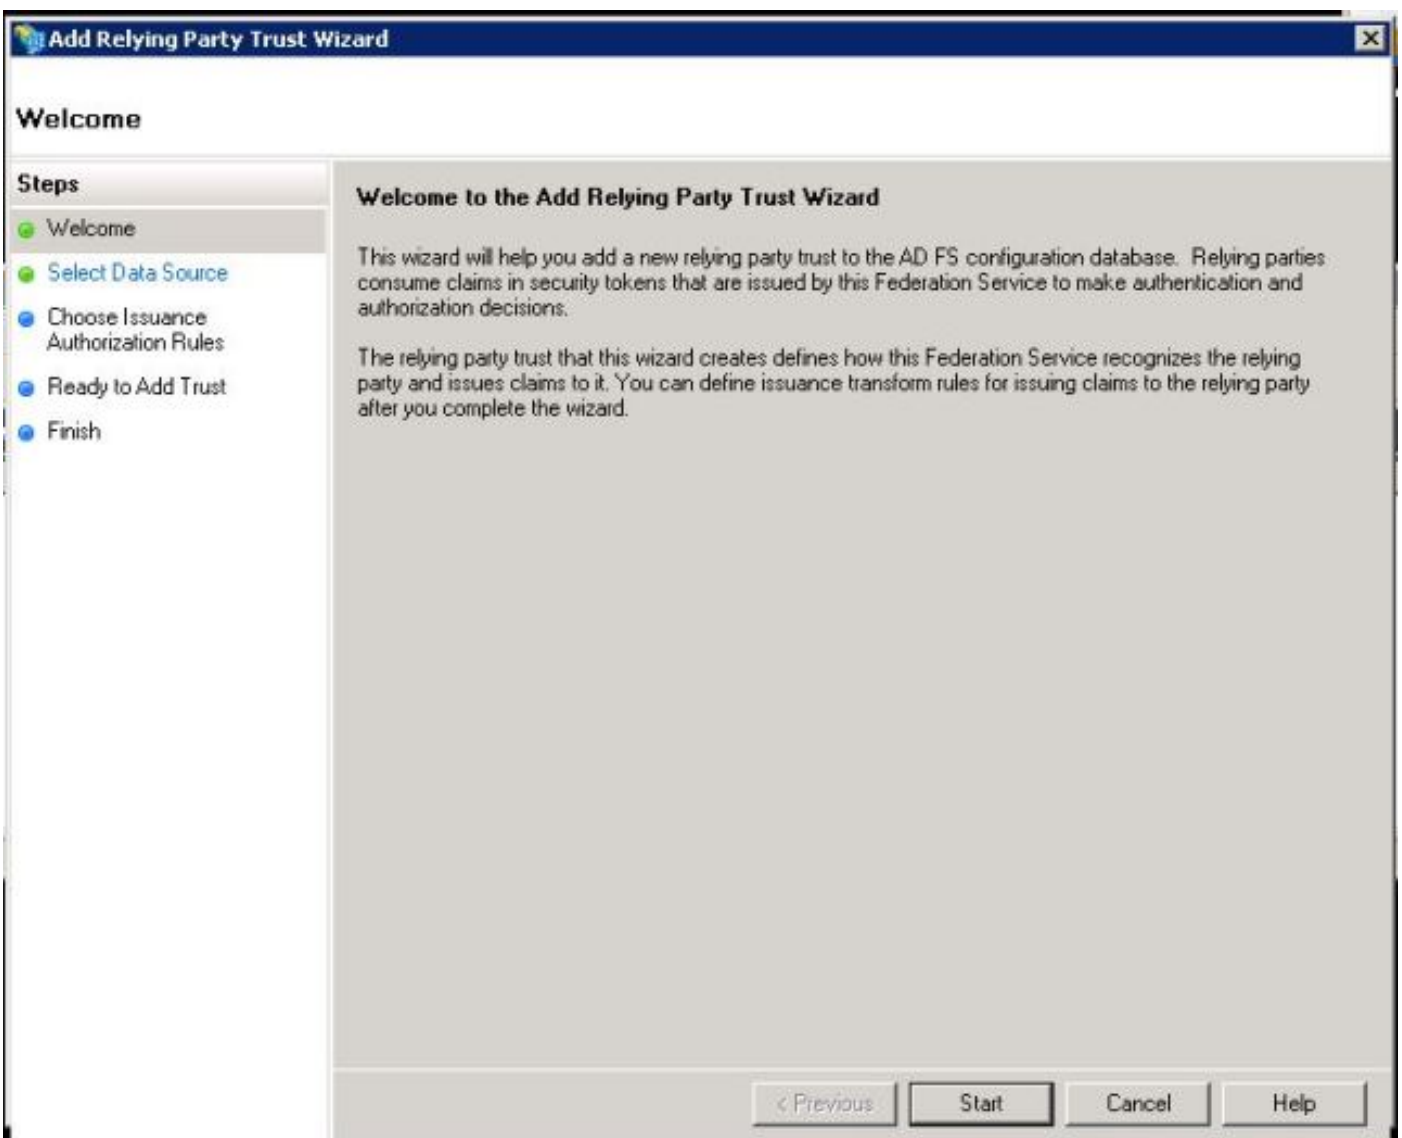 Add Relying Party Trust Wizard
Welcome
Steps
Welcome
Select Data Source
Choose Issuance
Authorization Rules
Ready to Add Trust
Finish
Welcome to the Add Relying Party Trust Wizard
This wizard will help you add a new relying party trust to the AD FS configuration database. Relying parties
consume claims in security tokens that are issued by this Federation Service to make authentication and
authorization decisions.
The relying party trust that this wizard creates defines how this Federation Service recognizes the relying
party and issues claims to it. You can define issuance transform rules for issuing claims to the relying party
after you complete the wizard.
< Previous
Start
Cancel
Help